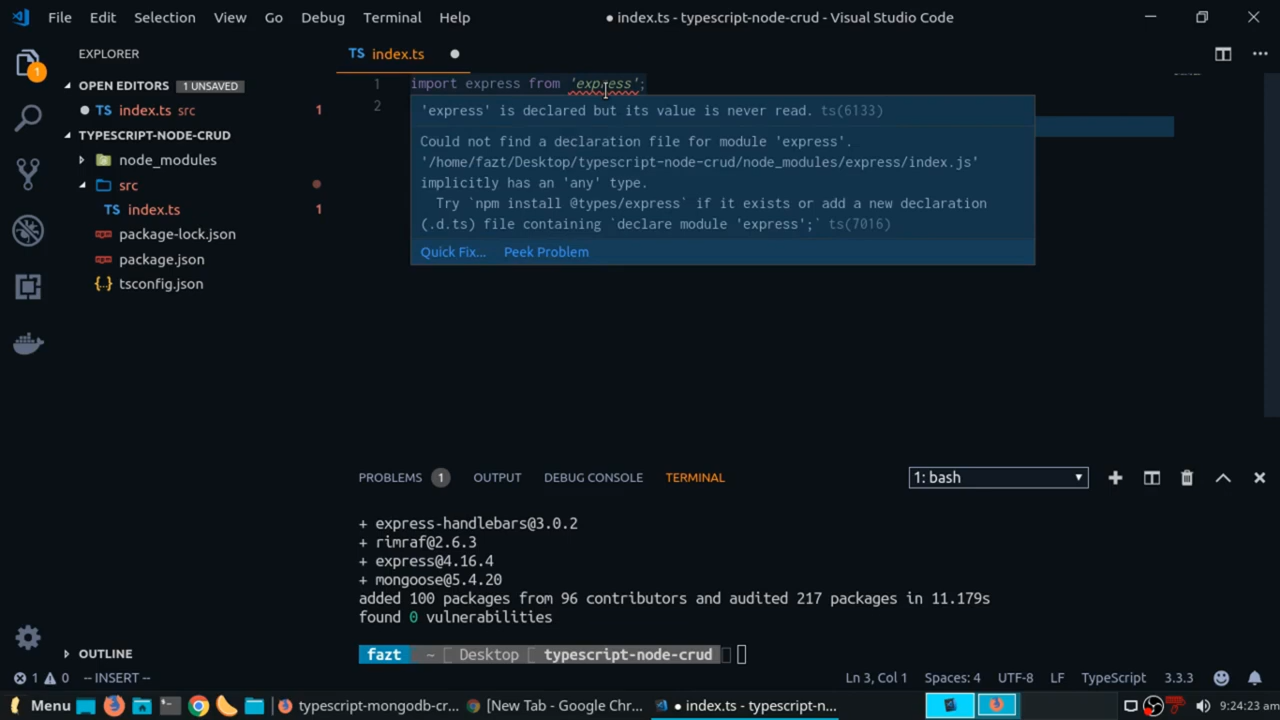 File Edit Selection View Go Debug Terminal Help
● index.ts - typescript-node-crud - Visual Studio Code
EXPLORER
OPEN EDITORS 1 UNSAVED
TS index.ts src 1
TYPESCRIPT-NODE-CRUD
node_modules
src
TS index.ts 1
package-lock.json
package.json
{..} tsconfig.json
OUTLINE
1
TS index.ts ●
1 import express from 'express';
2
'express' is declared but its value is never read. ts(6133)
Could not find a declaration file for module 'express'.
'/home/fazt/Desktop/typescript-node-crud/node_modules/express/index.js'
implicitly has an 'any' type.
Try `npm install @types/express` if it exists or add a new declaration
(.d.ts) file containing `declare module 'express';` ts(7016)
Quick Fix... Peek Problem
PROBLEMS 1 OUTPUT DEBUG CONSOLE TERMINAL 1: bash
+ express-handlebars@3.0.2
+ rimraf@2.6.3
+ express@4.16.4
+ mongoose@5.4.20
added 100 packages from 96 contributors and audited 217 packages in 11.179s
found 0 vulnerabilities
fazt ~ Desktop typescript-node-crud
1 0 -- INSERT -- Ln 3, Col 1 Spaces: 4 UTF-8 LF TypeScript 3.3.3
Menu typescript-mongodb-cr... [New Tab - Google Chr... ● index.ts - typescript-n... 9:24:23 am